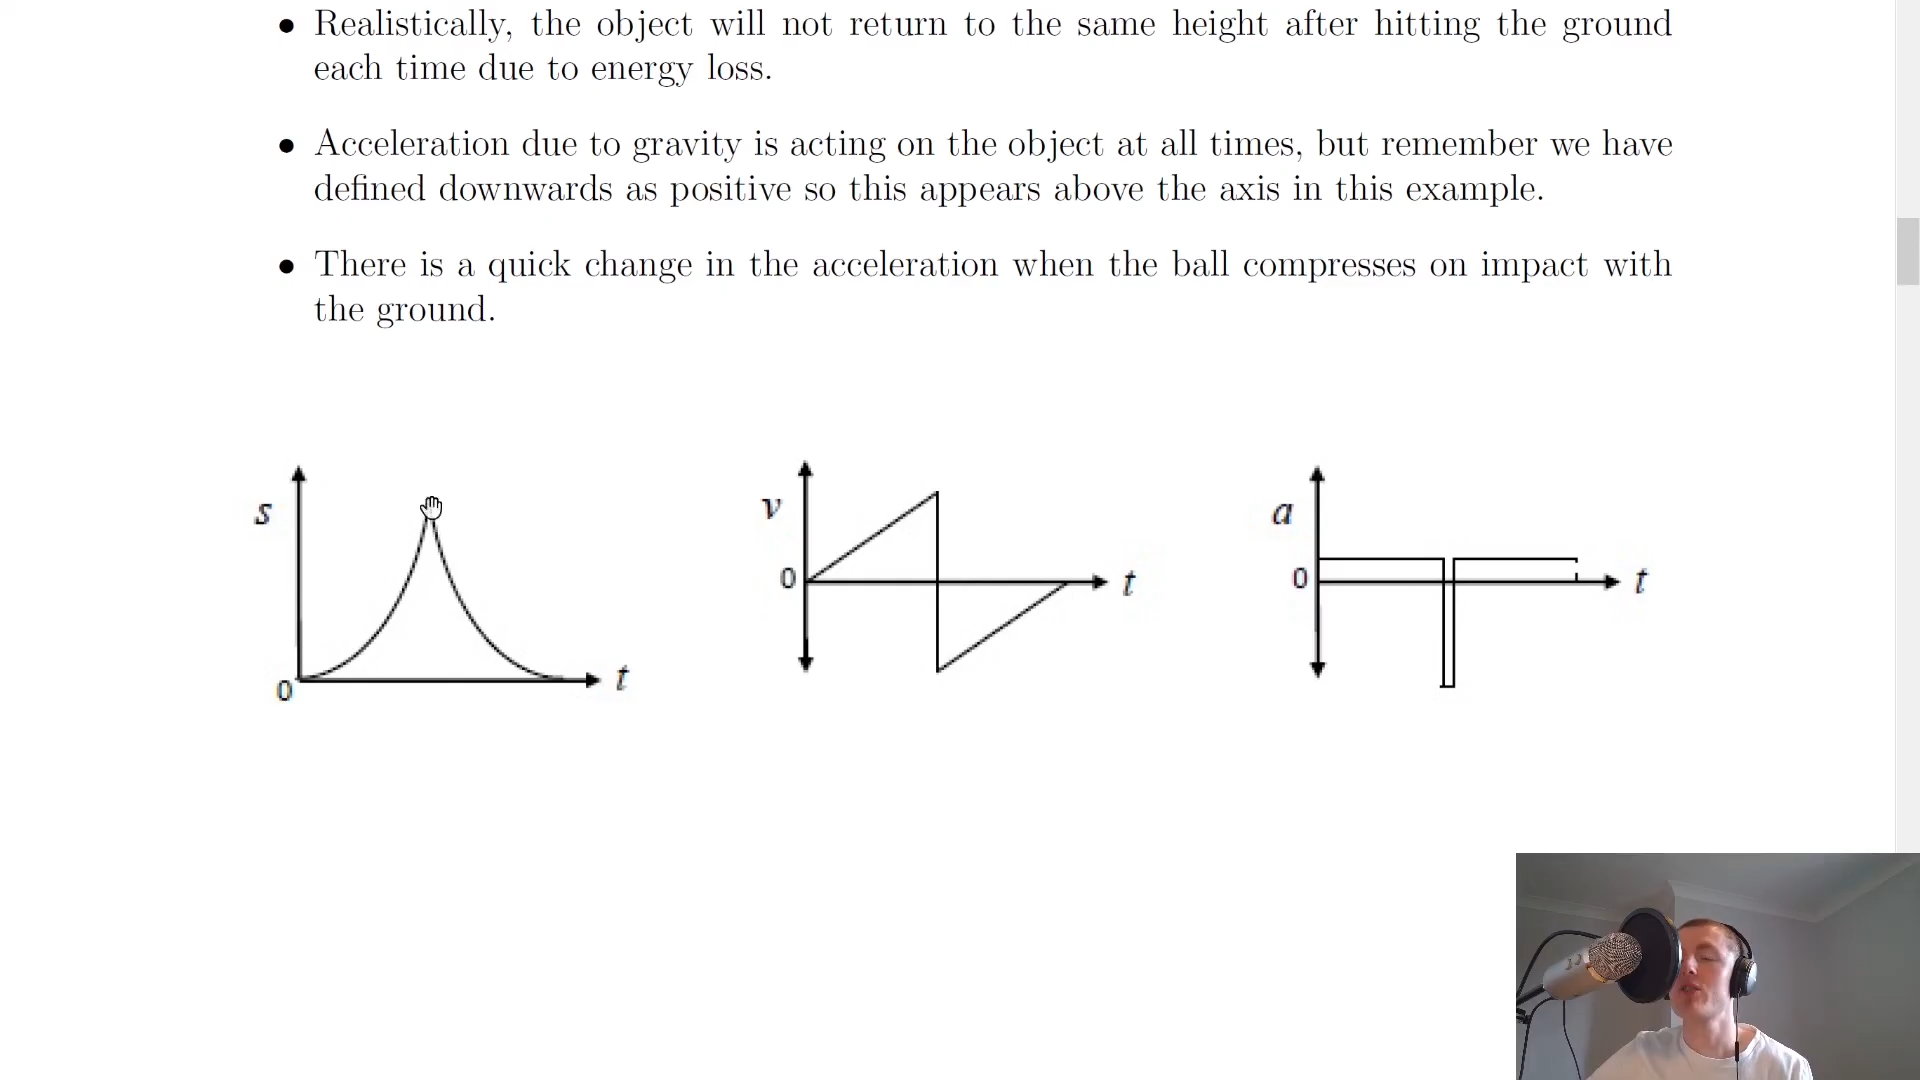 • Realistically, the object will not return to the same height after hitting the ground
each time due to energy loss.
• Acceleration due to gravity is acting on the object at all times, but remember we have
defined downwards as positive so this appears above the axis in this example.
• There is a quick change in the acceleration when the ball compresses on impact with
the ground.
s
0
t
v
0
t
a
0
t